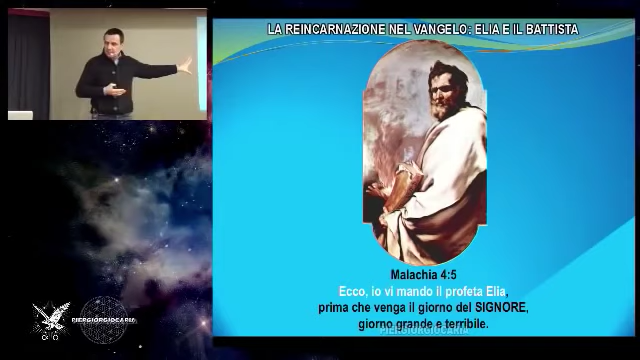 LA REINCARNAZIONE NEL VANGELO: ELIA E IL BATTISTA
Malachia 4:5
Ecco, io vi mando il profeta Elia,
prima che venga il giorno del SIGNORE,
giorno grande e terribile.
PIERGIORGIOCARIA
PIERGIORGIOCARIA